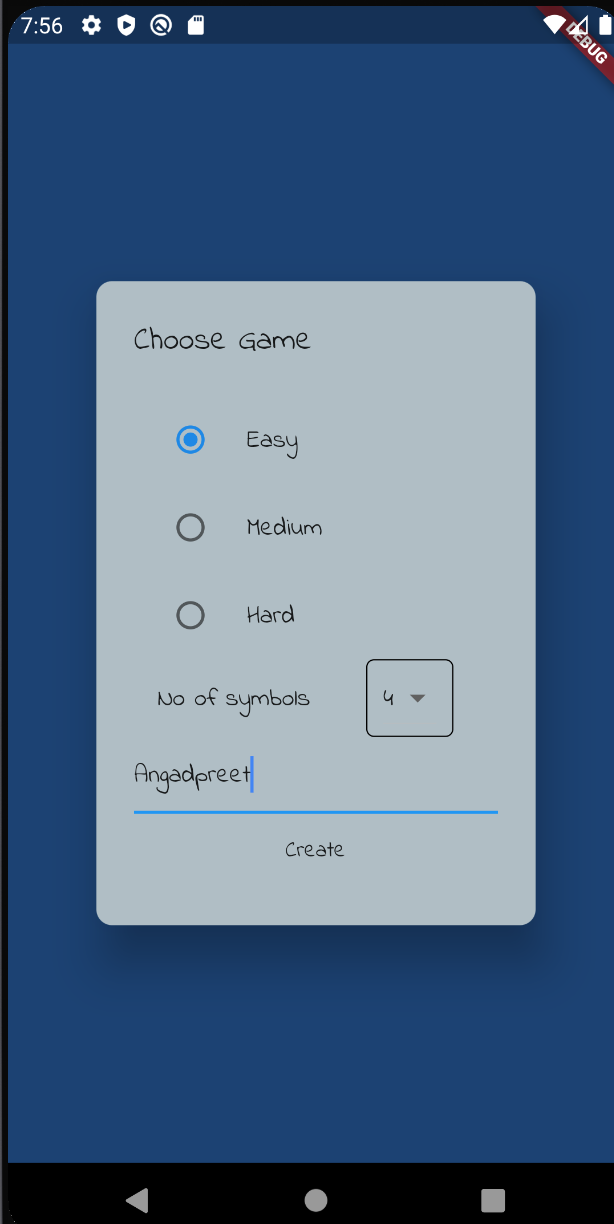 7:56
DEBUG
Choose Game
Easy
Medium
Hard
No of symbols 4
Angadpreet
Create